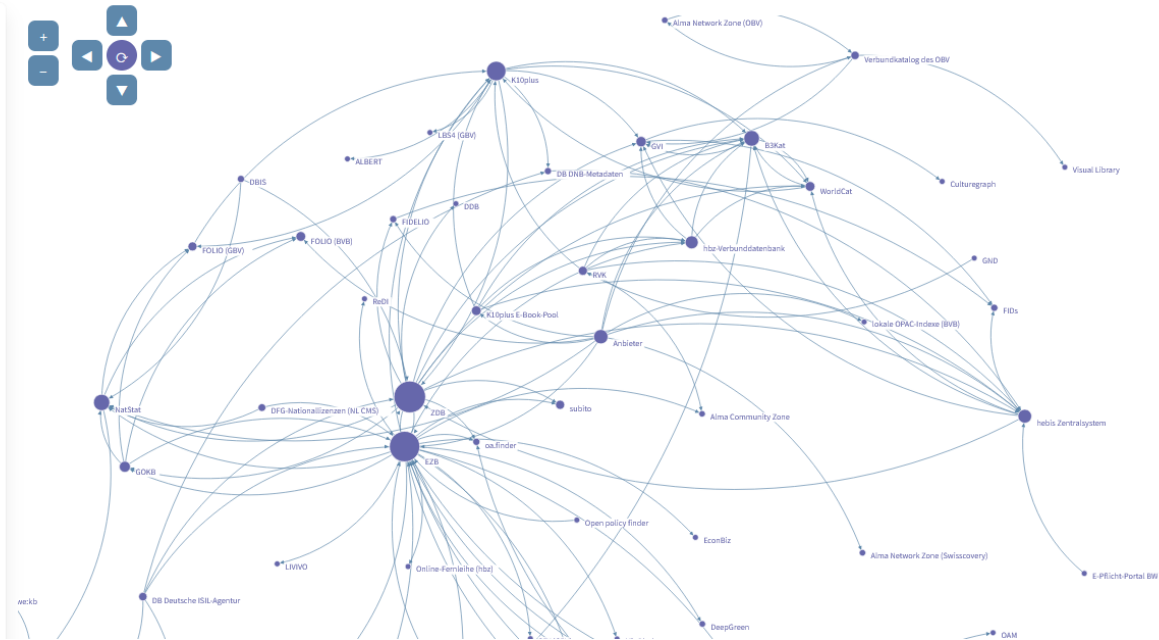 +
−
Alma Network Zone (OBV)
Verbundkatalog des OBV
K10plus
LBS4 (GBV)
GVI
B3Kat
ALBERT
DB DNB-Metadaten
Visual Library
DBIS
Culturegraph
WorldCat
DDB
FIDELIO
FOLIO (BVB)
FOLIO (GBV)
hbz-Verbunddatenbank
GND
RVK
ReDI
FIDs
K10plus E-Book-Pool
lokale OPAC-Indexe (BVB)
Anbieter
NatStat
DFG-Nationallizenzen (NL CMS)
ZDB
subito
Alma Community Zone
hebis Zentralsystem
oa.finder
EZB
GOKB
Open policy finder
EconBiz
Alma Network Zone (Swisscovery)
LIVIVO
Online-Fernleihe (hbz)
E-Pflicht-Portal BW
we:kb
DB Deutsche ISIL-Agentur
DeepGreen
OAM